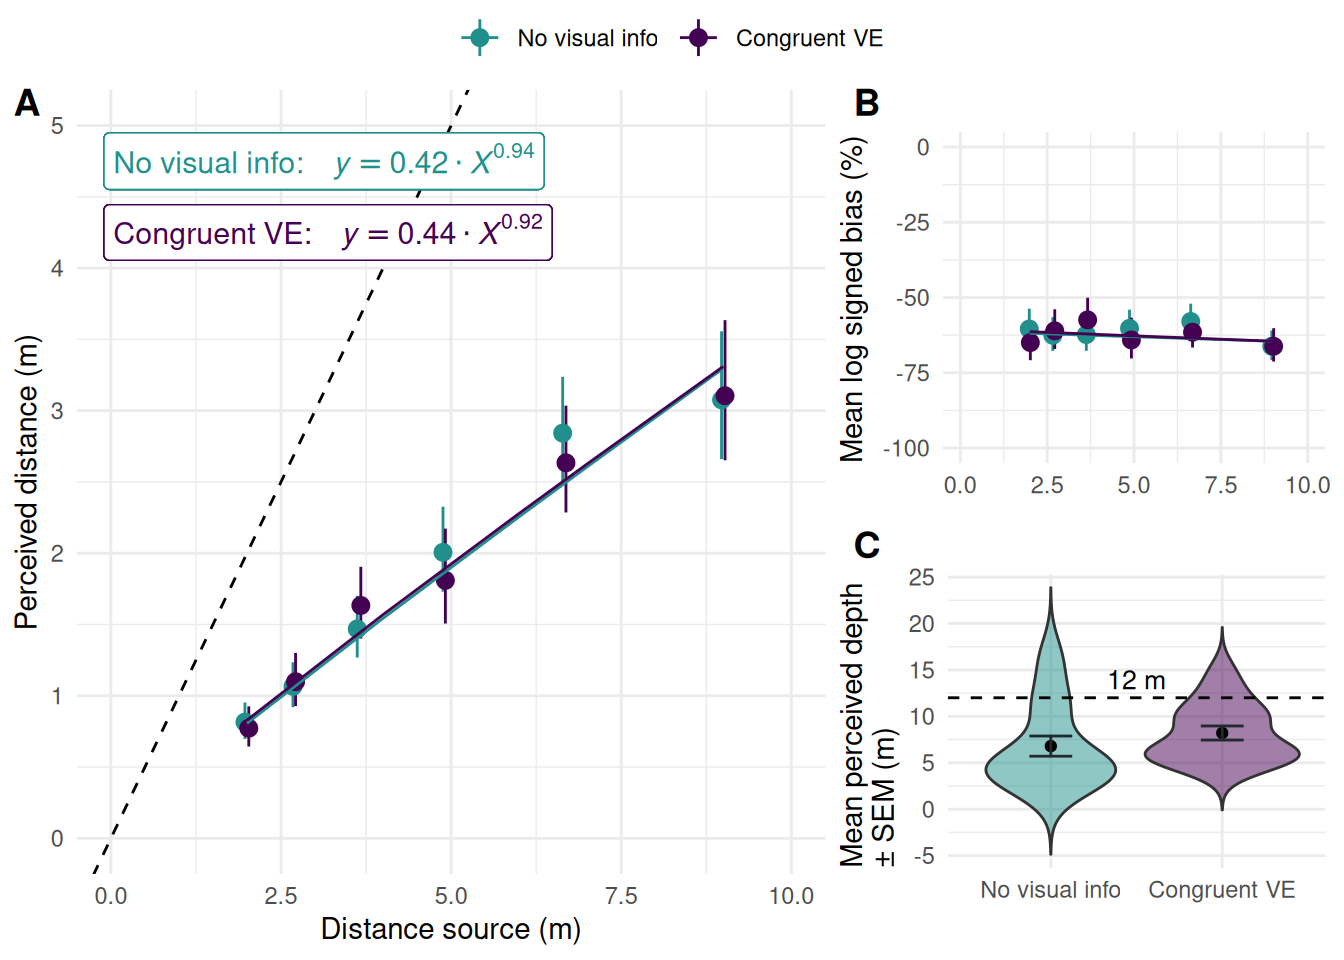 No visual info
Congruent VE
A
5
4
3
2
1
0
No visual info: y = 0.42 · X^0.94
Congruent VE: y = 0.44 · X^0.92
0.0 2.5 5.0 7.5 10.0
Distance source (m)
Perceived distance (m)
B
0
-25
-50
-75
-100
0.0 2.5 5.0 7.5 10.0
Mean log signed bias (%)
C
25
20
15
10
5
0
-5
12 m
No visual info Congruent VE
Mean perceived depth
± SEM (m)